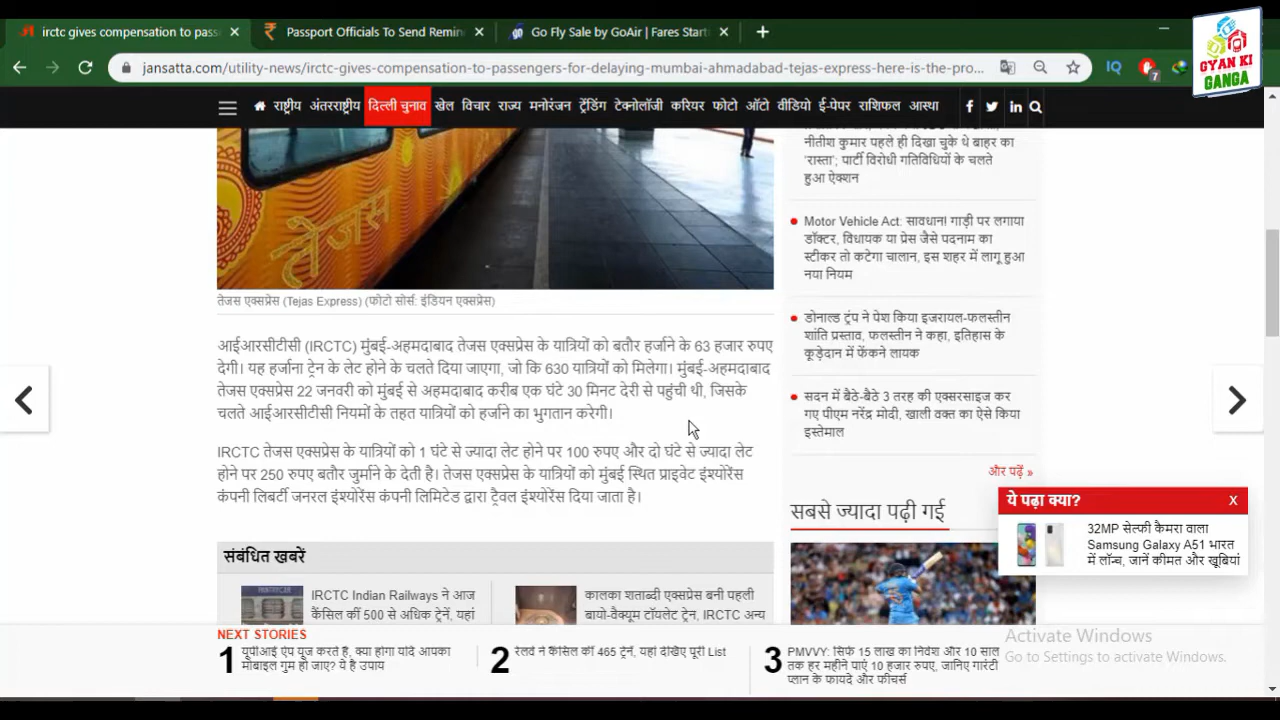 irctc gives compensation to pass
Passport Officials To Send Remin
Go Fly Sale by GoAir | Fares Start
GYAN KI
GANGA
jansatta.com/utility-news/irctc-gives-compensation-to-passengers-for-delaying-mumbai-ahmadabad-tejas-express-here-is-the-pro...
IQ
7
राष्ट्रीय अंतरराष्ट्रीय दिल्ली चुनाव खेल विचार राज्य मनोरंजन ट्रेंडिंग टेक्नोलॉजी करियर फोटो ऑटो वीडियो ई-पेपर राशिफल आस्था
तेजस
तेजस एक्सप्रेस (Tejas Express) (फोटो सोर्स: इंडियन एक्सप्रेस)
आईआरसीटीसी (IRCTC) मुंबई-अहमदाबाद तेजस एक्सप्रेस के यात्रियों को बतौर हर्जाने के 63 हजार रुपए
देगी। यह हर्जाना ट्रेन के लेट होने के चलते दिया जाएगा, जो कि 630 यात्रियों को मिलेगा। मुंबई-अहमदाबाद
तेजस एक्सप्रेस 22 जनवरी को मुंबई से अहमदाबाद करीब एक घंटे 30 मिनट देरी से पहुंची थी, जिसके
चलते आईआरसीटीसी नियमों के तहत यात्रियों को हर्जाने का भुगतान करेगी।
IRCTC तेजस एक्सप्रेस के यात्रियों को 1 घंटे से ज्यादा लेट होने पर 100 रुपए और दो घंटे से ज्यादा लेट
होने पर 250 रुपए बतौर जुर्माने के देती है। तेजस एक्सप्रेस के यात्रियों को मुंबई स्थित प्राइवेट इंश्योरेंस
कंपनी लिबर्टी जनरल इंश्योरेंस कंपनी लिमिटेड द्वारा ट्रैवल इंश्योरेंस दिया जाता है।
संबंधित खबरें
IRCTC Indian Railways ने आज
कैंसिल की 500 से अधिक ट्रेनें, यहां
कालका शताब्दी एक्सप्रेस बनी पहली
बायो-वैक्यूम टॉयलेट ट्रेन, IRCTC अन्य
नीतीश कुमार पहले ही दिखा चुके थे बाहर का
'रास्ता'; पार्टी विरोधी गतिविधियों के चलते
हुआ ऐक्शन
Motor Vehicle Act: सावधान! गाड़ी पर लगाया
डॉक्टर, विधायक या प्रेस जैसे पदनाम का
स्टीकर तो कटेगा चालान, इस शहर में लागू हुआ
नया नियम
डोनाल्ड ट्रंप ने पेश किया इजरायल-फलस्तीन
शांति प्रस्ताव, फलस्तीन ने कहा, इतिहास के
कूड़ेदान में फेंकने लायक
सदन में बैठे-बैठे 3 तरह की एक्सरसाइज कर
गए पीएम नरेंद्र मोदी, खाली वक्त का ऐसे किया
इस्तेमाल
और पढ़ें »
सबसे ज्यादा पढ़ी गई
ये पढ़ा क्या? X
32MP सेल्फी कैमरा वाला
Samsung Galaxy A51 भारत
में लॉन्च, जानें कीमत और खूबियां
NEXT STORIES
1 यूपीआई ऐप यूज करते है, क्या होगा यदि आपका
मोबाइल गुम हो जाए? ये है उपाय
2 रेलवे ने कैंसिल की 465 ट्रेनें, यहां देखिए पूरी List
3 PMVVY: सिर्फ 15 लाख का निवेश और 10 साल
तक हर महीने पाएं 10 हजार रुपए, जानिए गारंटी
प्लान के फायदे और फीचर्स
Activate Windows
Go to Settings to activate Windows.